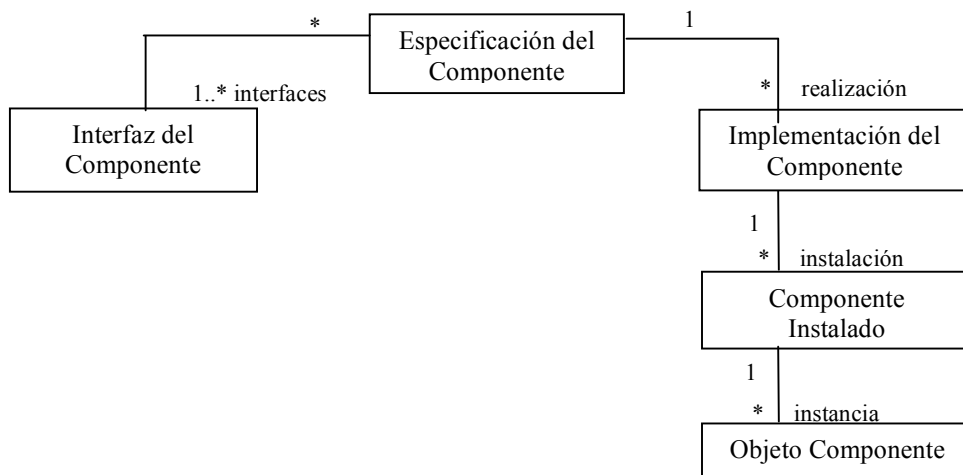 *
Especificación del
Componente
1
1..* interfaces
* realización
Interfaz del
Componente
Implementación del
Componente
1
* instalación
Componente
Instalado
1
* instancia
Objeto Componente